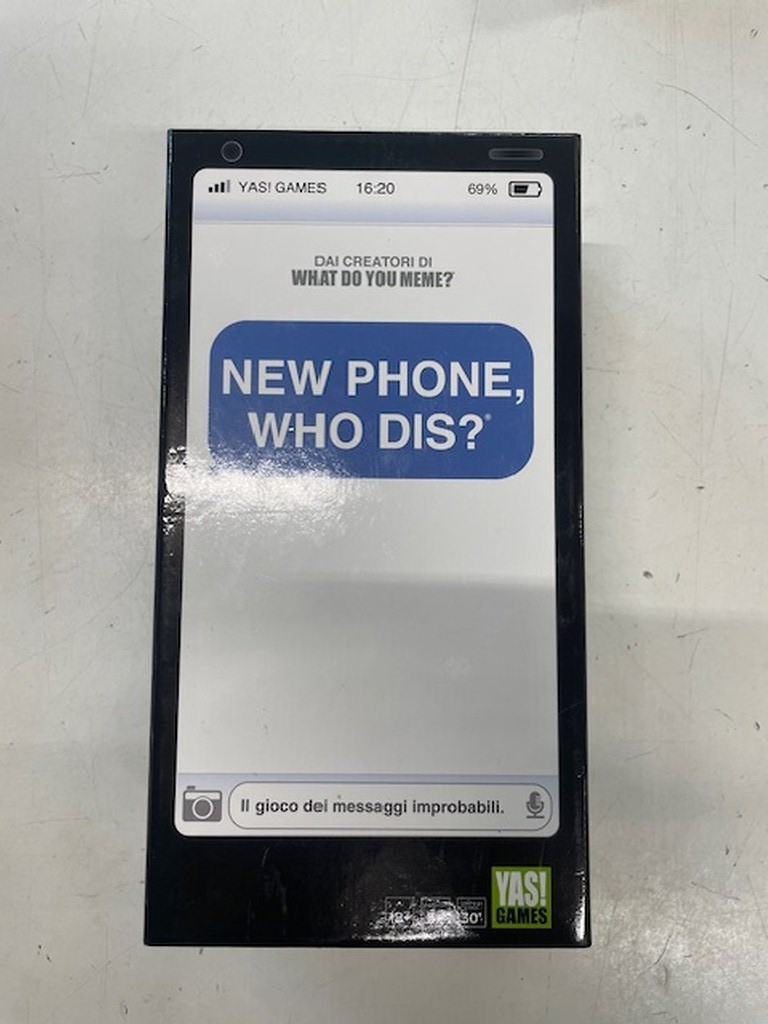 YAS! GAMES 16:20 69%
DAI CREATORI DI
WHAT DO YOU MEME?
NEW PHONE,
WHO DIS?
Il gioco dei messaggi improbabili.
YAS!
GAMES